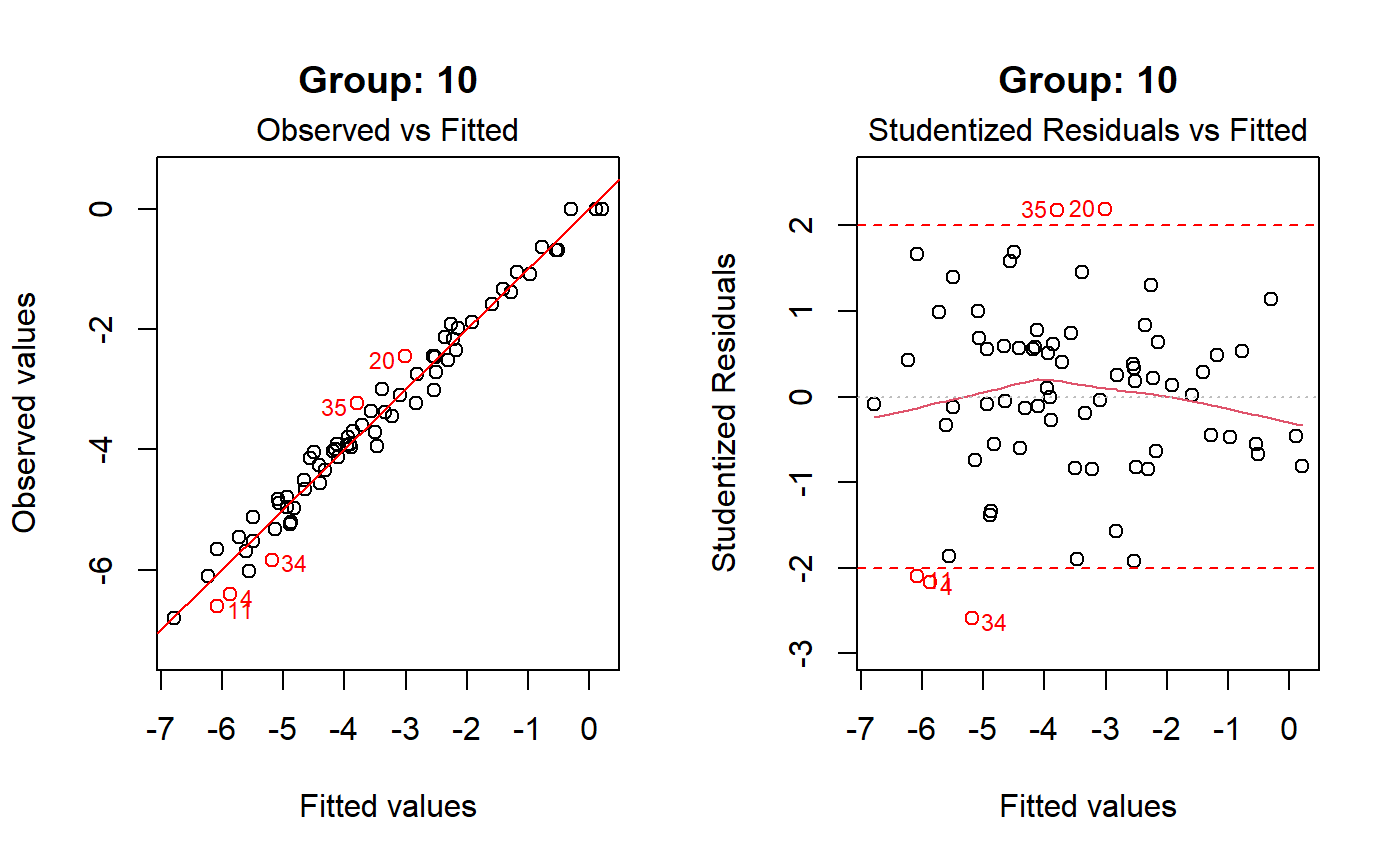 Group: 10
Observed vs Fitted
Observed values
0
-2
-4
-6
20
35
34
4
11
-7 -6 -5 -4 -3 -2 -1 0
Fitted values
Group: 10
Studentized Residuals vs Fitted
Studentized Residuals
2
1
0
-1
-2
-3
35 20
11
4
34
-7 -6 -5 -4 -3 -2 -1 0
Fitted values